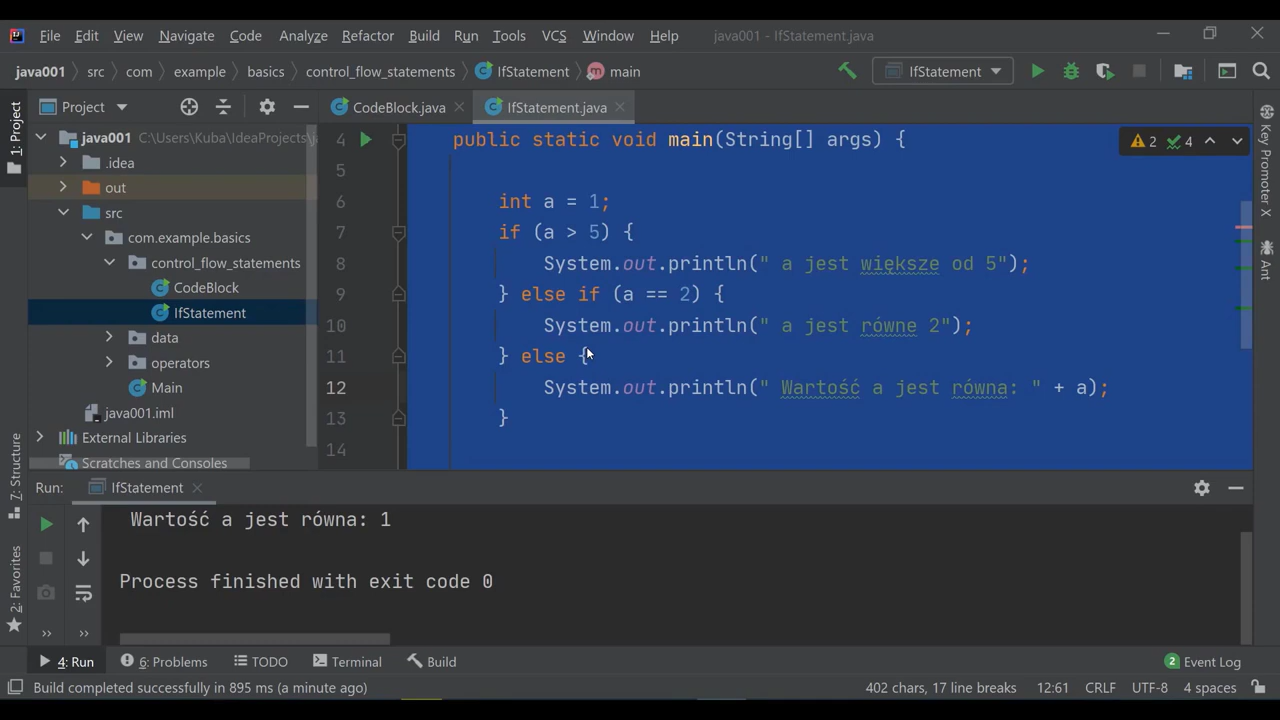 File Edit View Navigate Code Analyze Refactor Build Run Tools VCS Window Help java001 - IfStatement.java
java001 src com example basics control_flow_statements IfStatement main IfStatement
1: Project
Project
CodeBlock.java IfStatement.java
java001 C:\Users\Kuba\IdeaProjects\j
.idea
out
src
com.example.basics
control_flow_statements
CodeBlock
IfStatement
data
operators
Main
java001.iml
External Libraries
Scratches and Consoles
4 public static void main(String[] args) {
5
6 int a = 1;
7 if (a > 5) {
8 System.out.println(" a jest większe od 5");
9 } else if (a == 2) {
10 System.out.println(" a jest równe 2");
11 } else {
12 System.out.println(" Wartość a jest równa: " + a);
13 }
14
2 4
Key Promoter X
Ant
7: Structure
2: Favorites
Run: IfStatement
Wartość a jest równa: 1
Process finished with exit code 0
4: Run 6: Problems TODO Terminal Build 2 Event Log
Build completed successfully in 895 ms (a minute ago) 402 chars, 17 line breaks 12:61 CRLF UTF-8 4 spaces